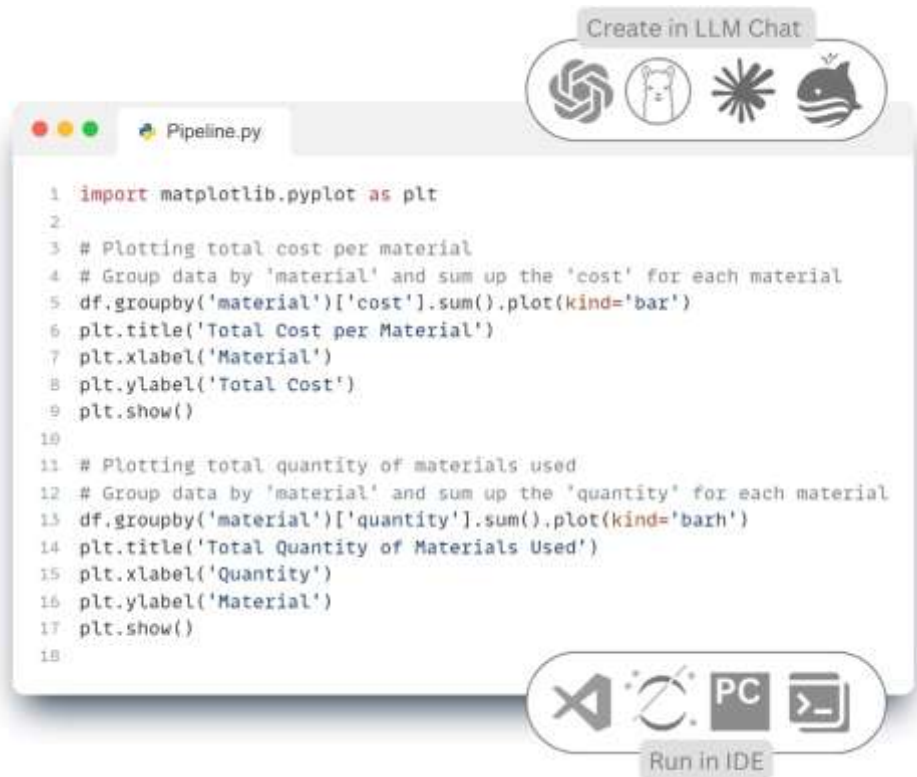 Create in LLM Chat
Pipeline.py
1 import matplotlib.pyplot as plt
2
3 # Plotting total cost per material
4 # Group data by 'material' and sum up the 'cost' for each material
5 df.groupby('material')['cost'].sum().plot(kind='bar')
6 plt.title('Total Cost per Material')
7 plt.xlabel('Material')
8 plt.ylabel('Total Cost')
9 plt.show()
10
11 # Plotting total quantity of materials used
12 # Group data by 'material' and sum up the 'quantity' for each material
13 df.groupby('material')['quantity'].sum().plot(kind='barh')
14 plt.title('Total Quantity of Materials Used')
15 plt.xlabel('Quantity')
16 plt.ylabel('Material')
17 plt.show()
18
PC
Run in IDE